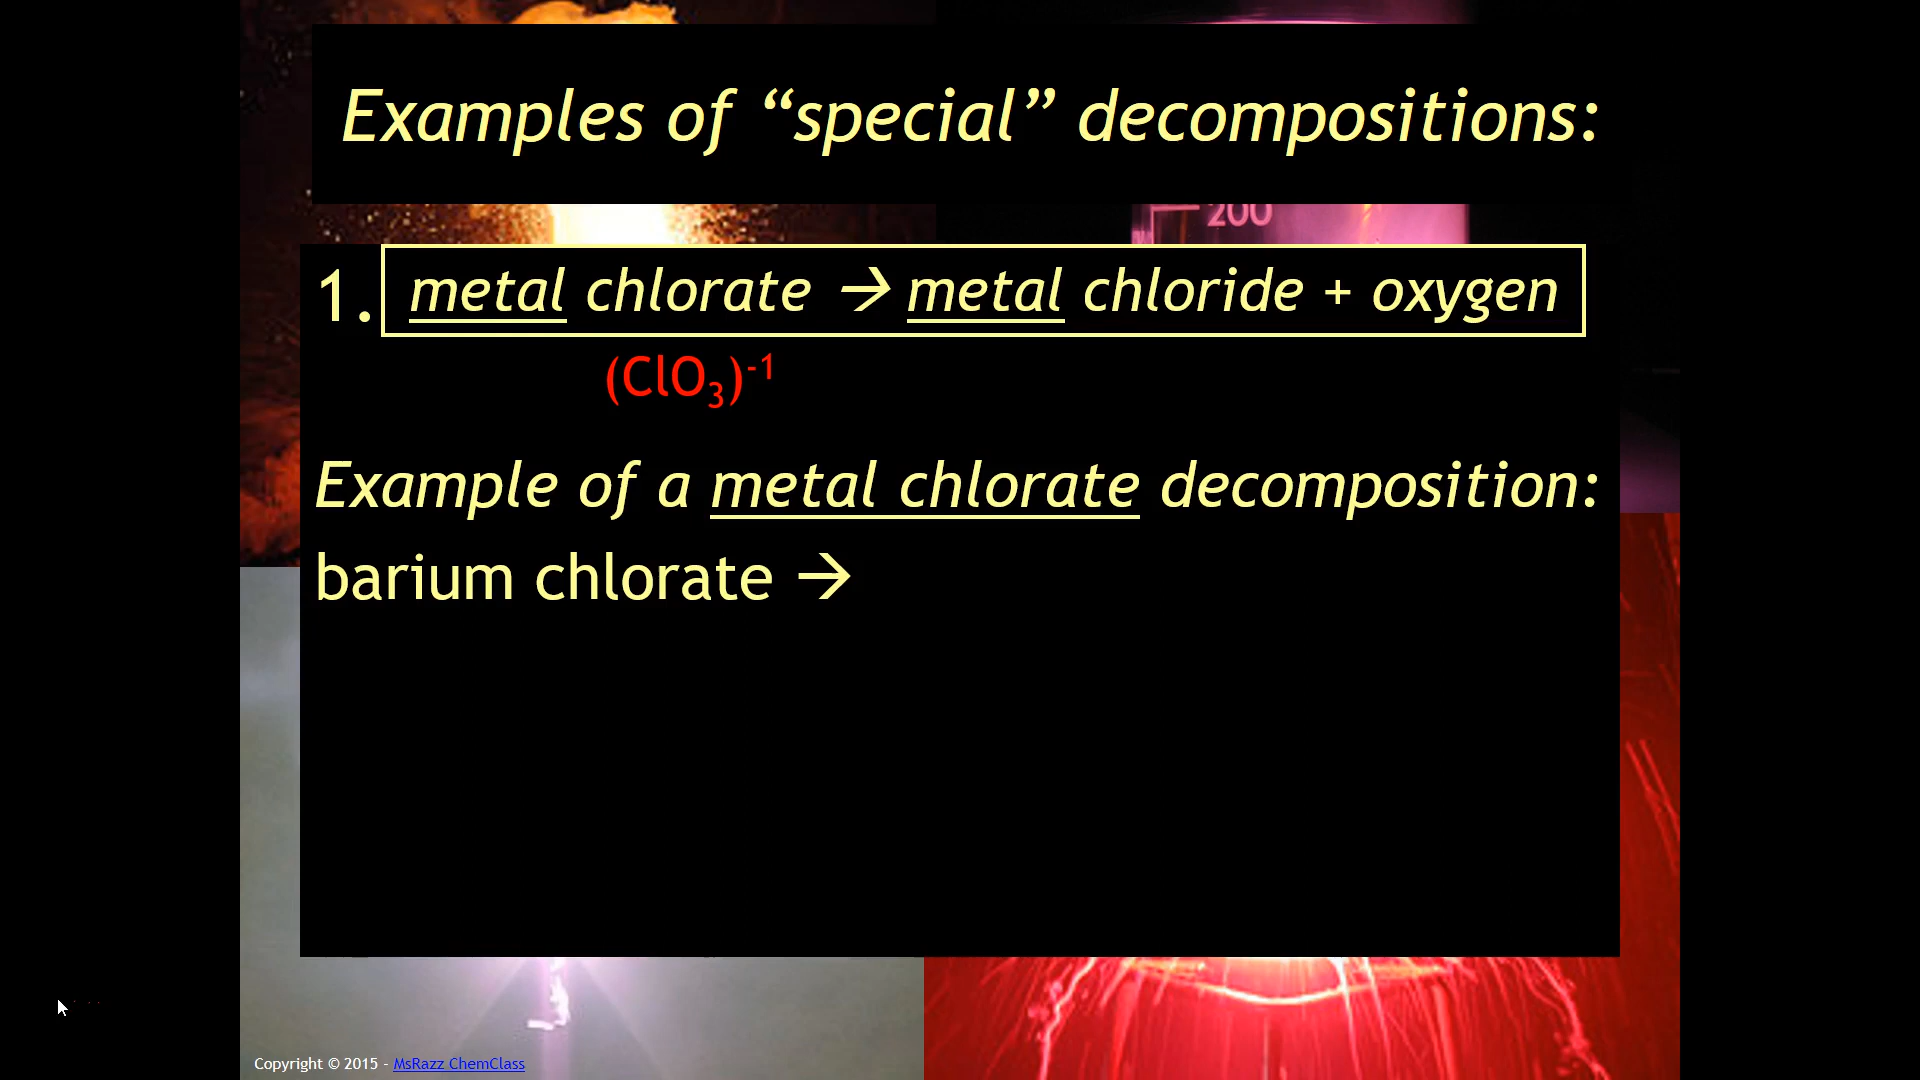 Examples of “special” decompositions:
200
1. metal chlorate → metal chloride + oxygen
(ClO₃)⁻¹
Example of a metal chlorate decomposition:
barium chlorate →
Copyright © 2015 - MsRazz ChemClass